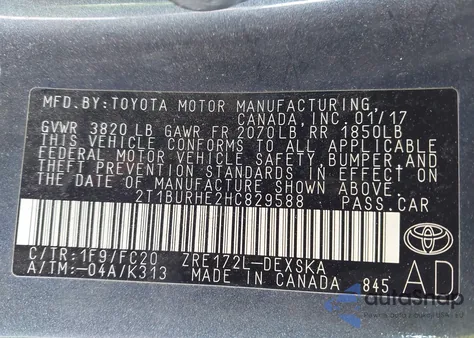 MFD. BY: TOYOTA MOTOR MANUFACTURING,
CANADA, INC. 01/17
GVWR 3820 LB GAWR FR 2070LB RR 1850LB
THIS VEHICLE CONFORMS TO ALL APPLICABLE
FEDERAL MOTOR VEHICLE SAFETY, BUMPER, AND
THEFT PREVENTION STANDARDS IN EFFECT ON
THE DATE OF MANUFACTURE SHOWN ABOVE.
2T1BURHE2HC829588 PASS. CAR
C/TR: 1F9/FC20 ZRE172L-DEXSKA
A/TM: -04A/K313 MADE IN CANADA 845
AD
autoSnap